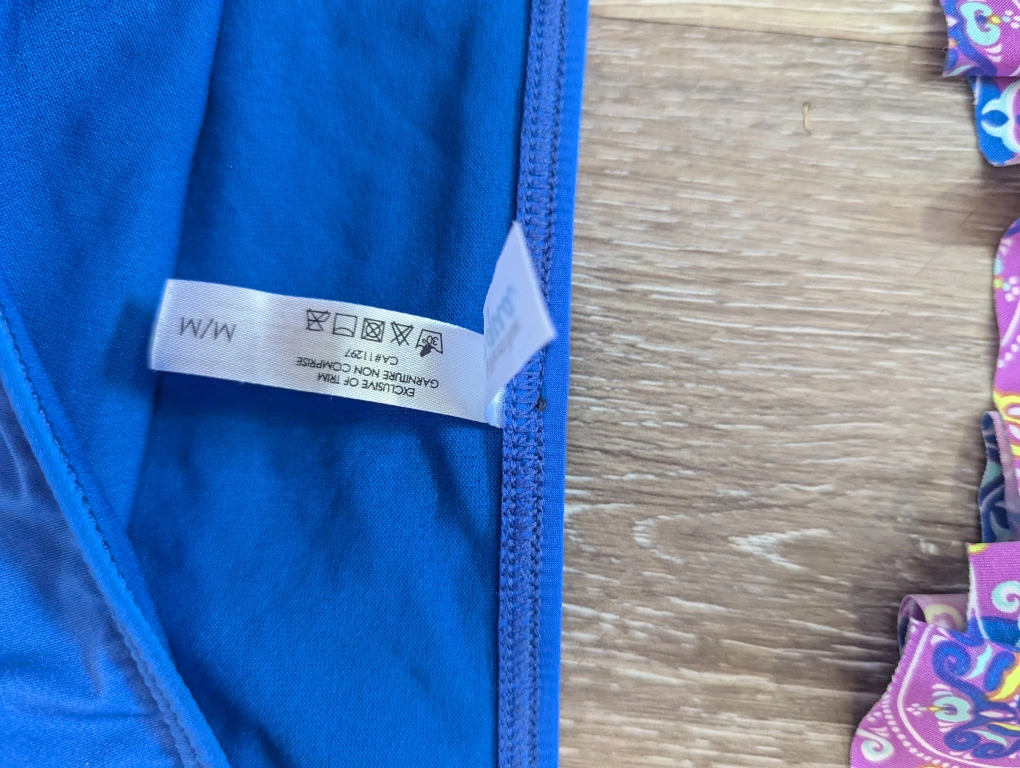 EXCLUSIVE OF TRIM
GARNITURE NON COMPRISE
CA#11297
30°
M/M